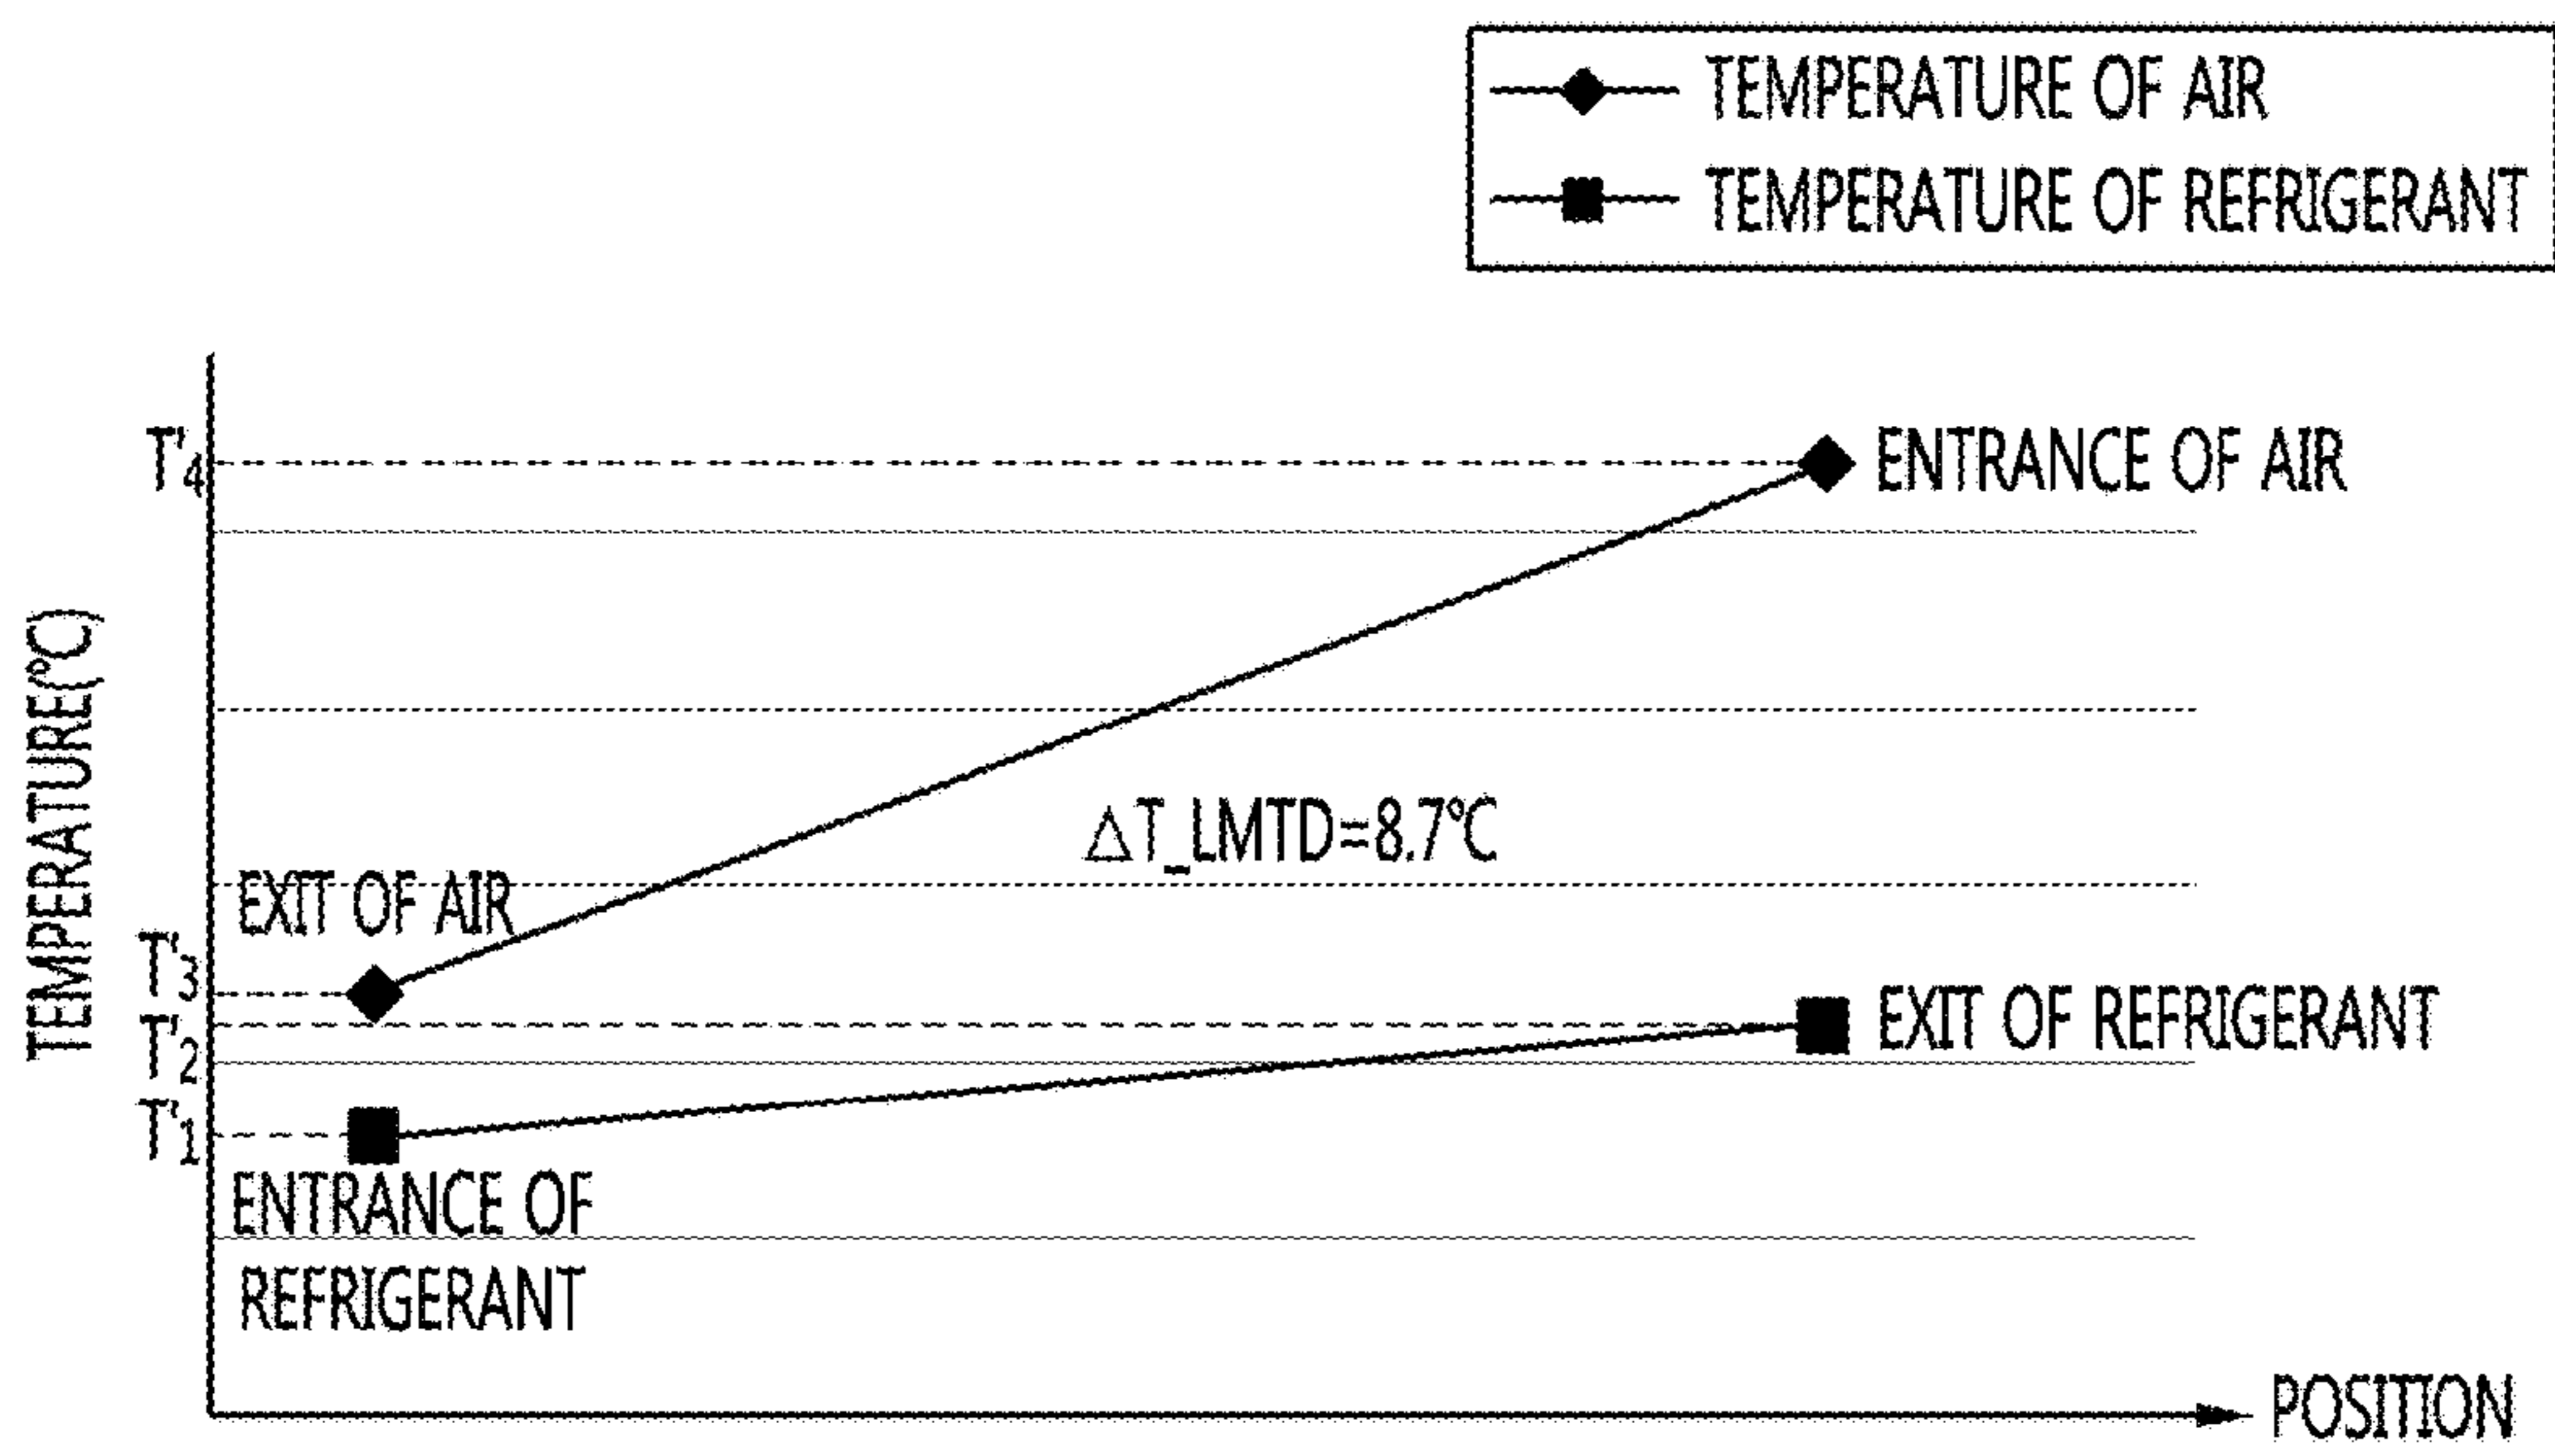 TEMPERATURE OF AIR
TEMPERATURE OF REFRIGERANT
TEMPERATURE(°C)
T'4
ENTRANCE OF AIR
△T_LMTD=8.7°C
EXIT OF AIR
T'3
T'2
EXIT OF REFRIGERANT
T'1
ENTRANCE OF
REFRIGERANT
POSITION